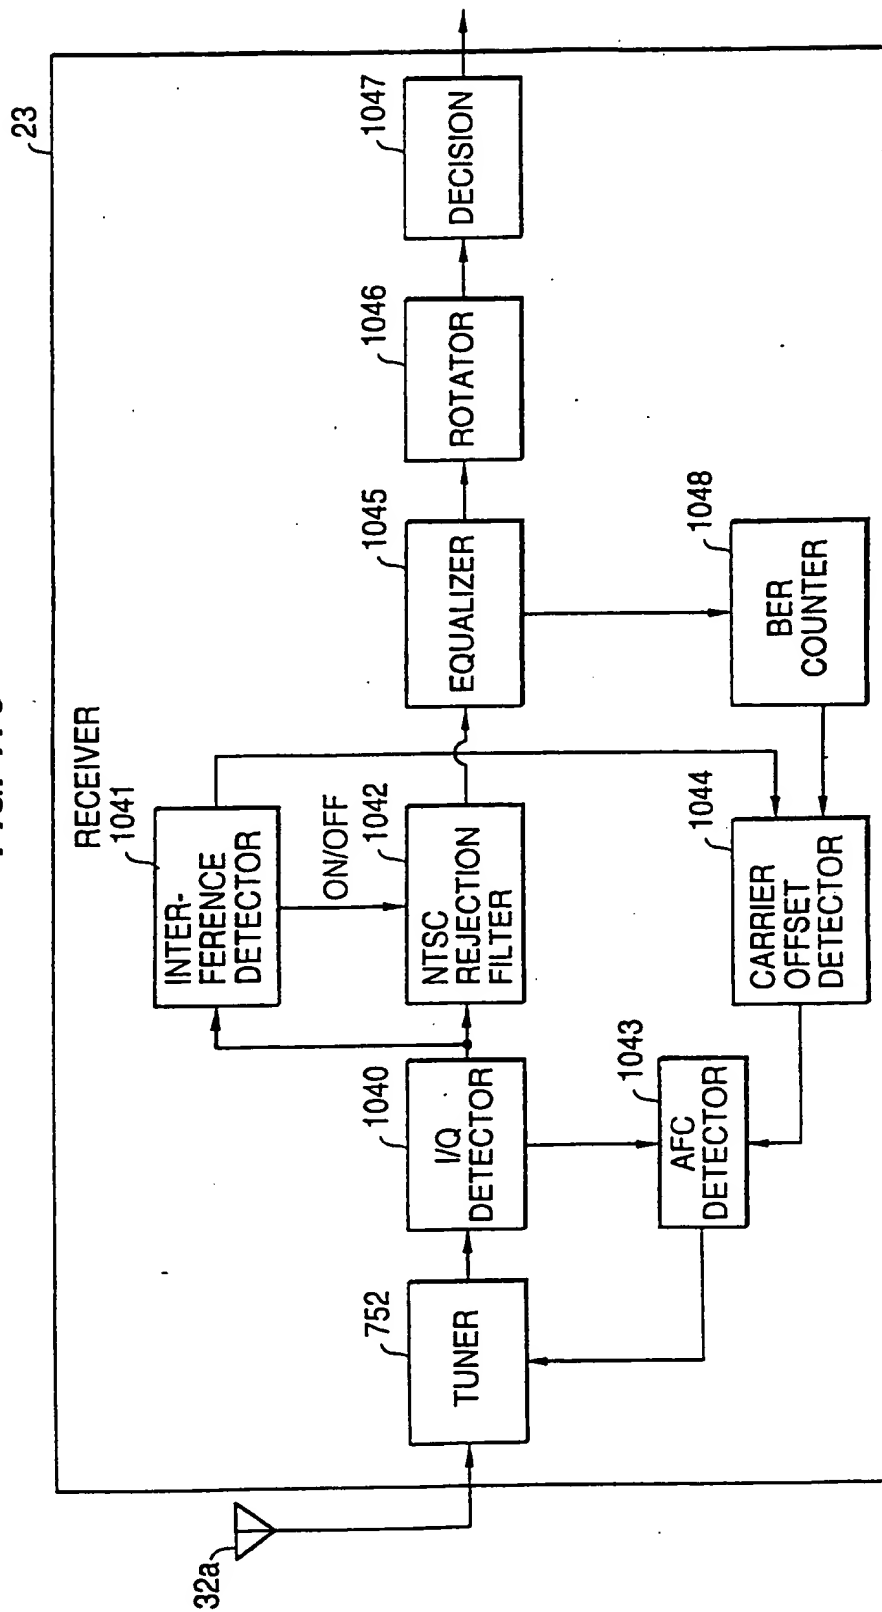 23
RECEIVER
1041
INTER-
FERENCE
DETECTOR
ON/OFF
32a
752
TUNER
1040
I/Q
DETECTOR
1042
NTSC
REJECTION
FILTER
1045
EQUALIZER
1046
ROTATOR
1047
DECISION
1043
AFC
DETECTOR
1044
CARRIER
OFFSET
DETECTOR
1048
BER
COUNTER